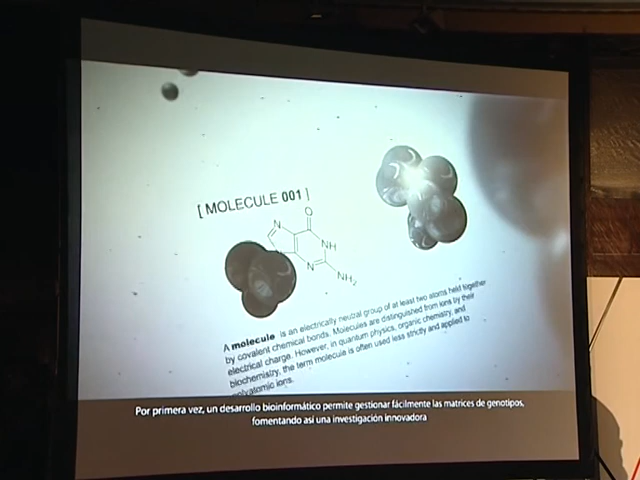 [ MOLECULE 001 ]
O
N
NH
N
NH2
A molecule is an electrically neutral group of at least two atoms held together
by covalent chemical bonds. Molecules are distinguished from ions by their
electrical charge. However, in quantum physics, organic chemistry, and
biochemistry, the term molecule is often used less strictly and applied to
polyatomic ions.
Por primera vez, un desarrollo bioinformático permite gestionar fácilmente las matrices de genotipos,
fomentando así una investigación innovadora